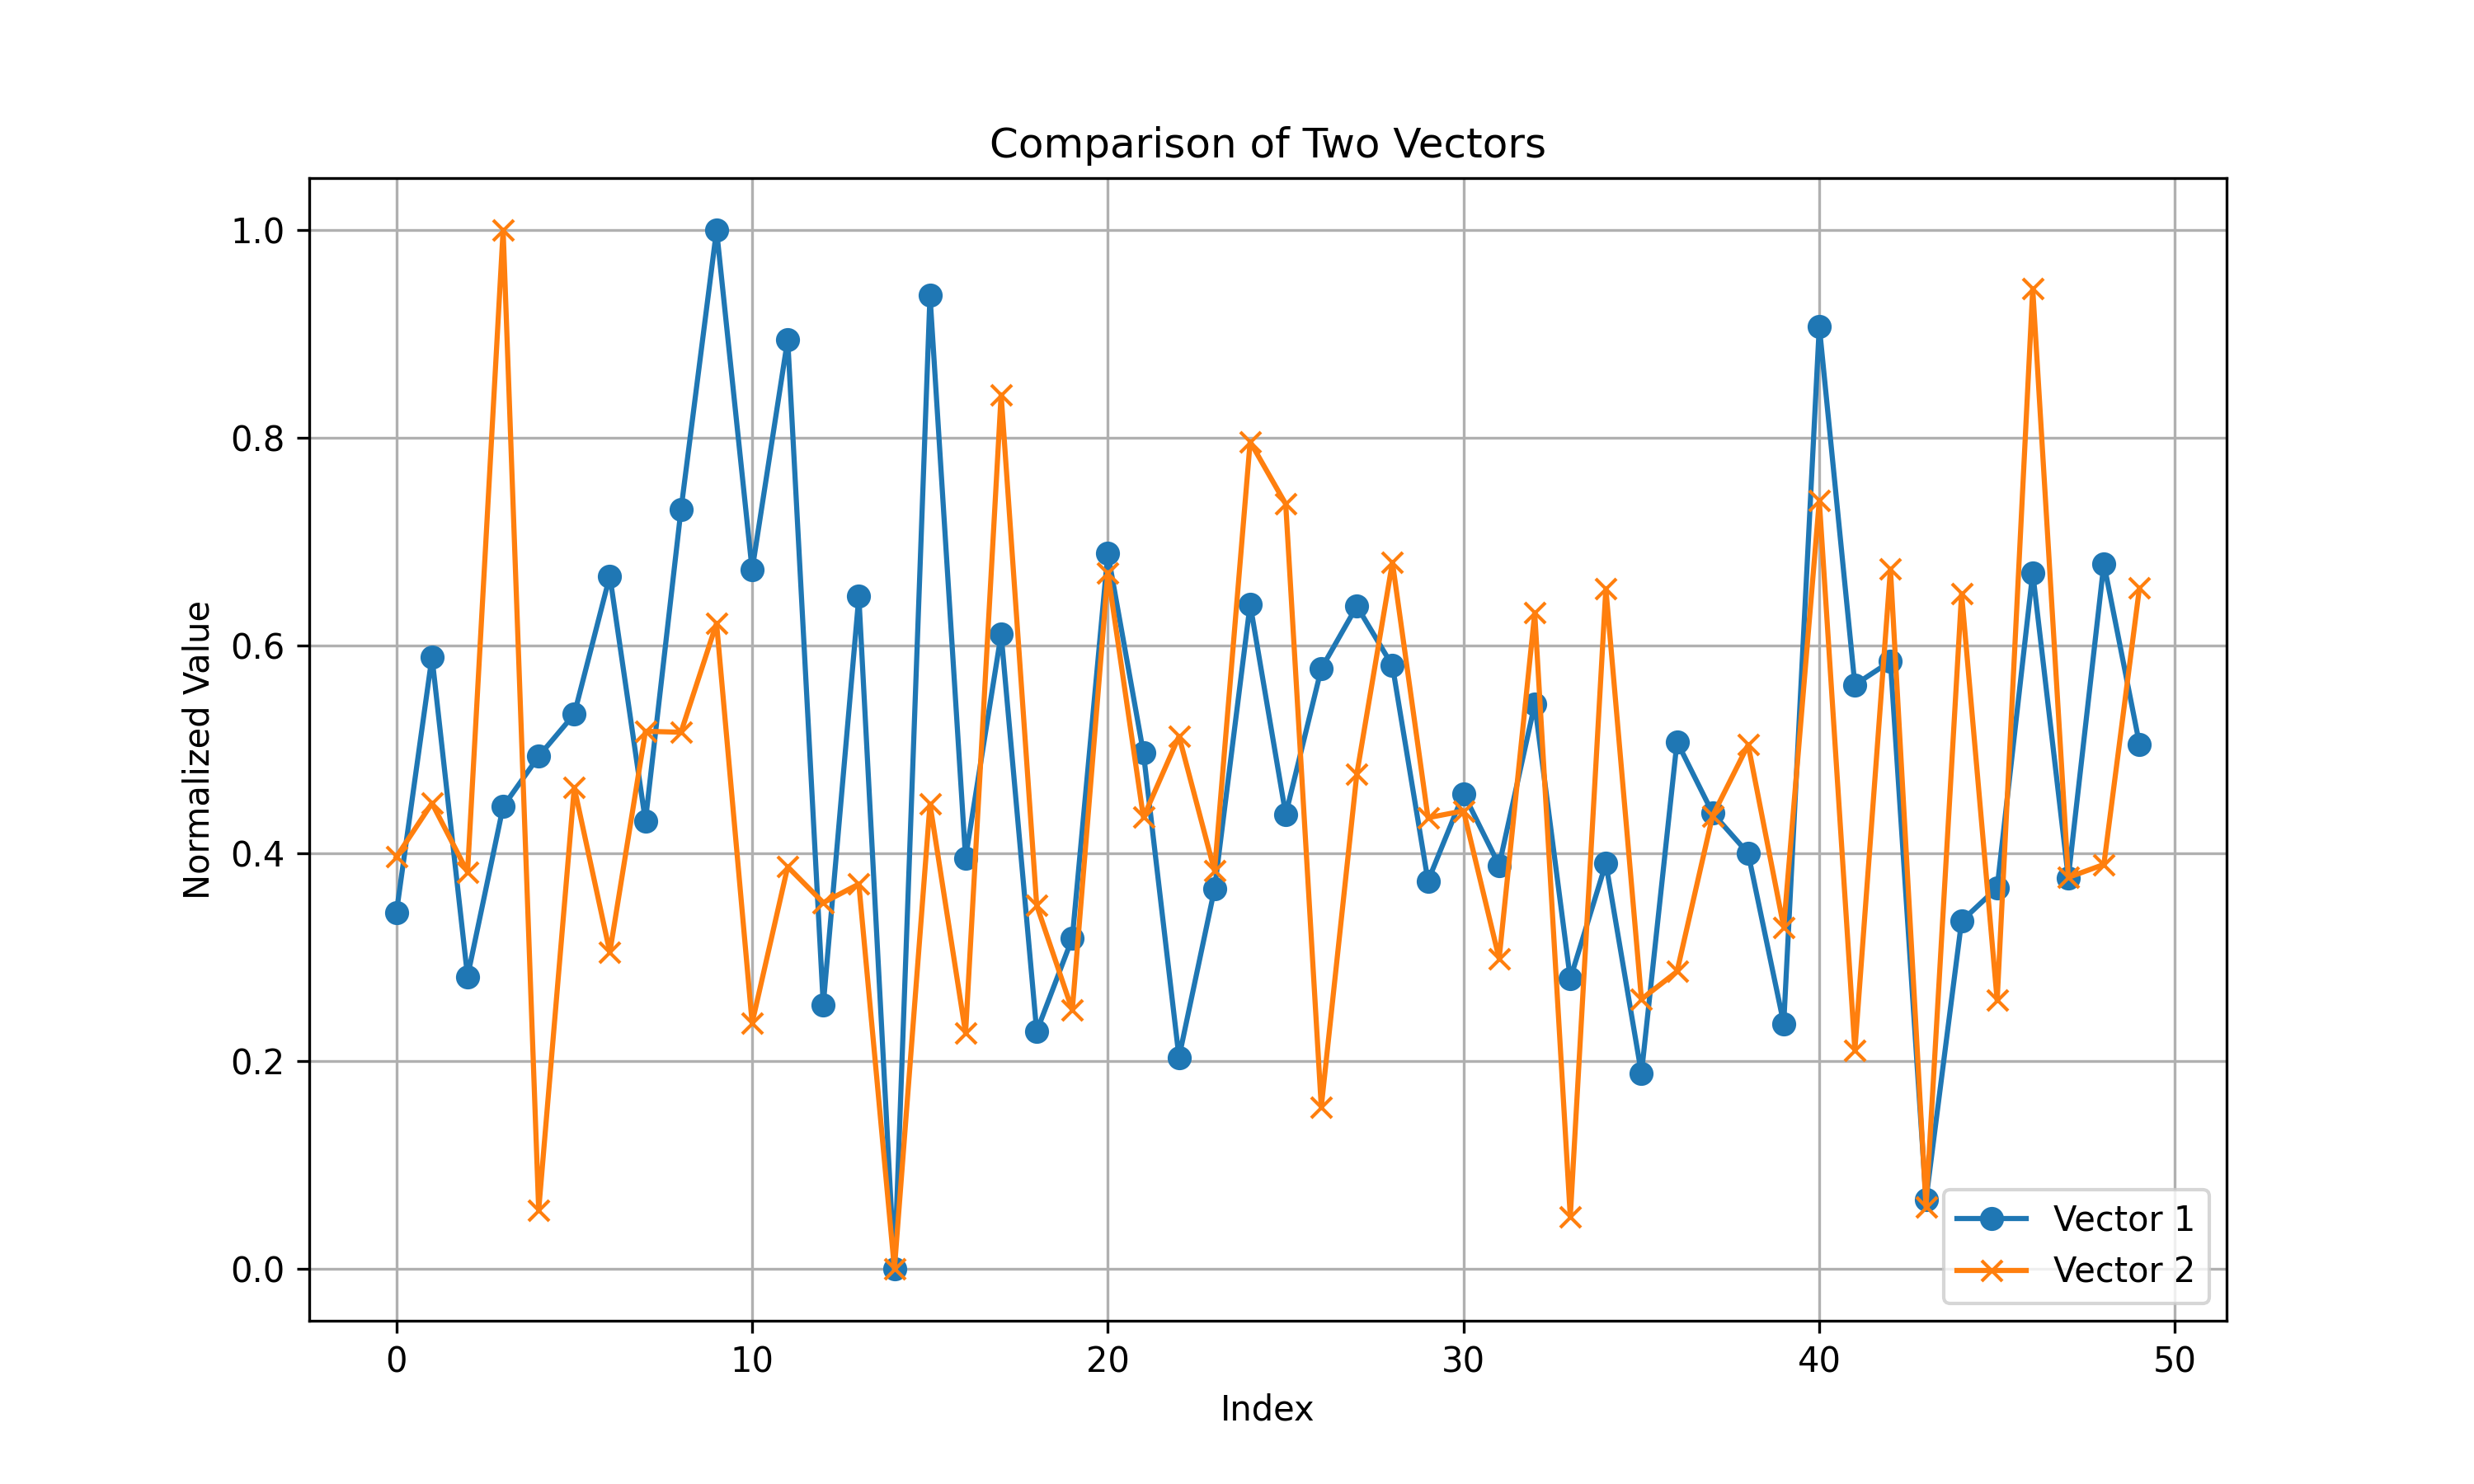 Comparison of Two Vectors
Normalized Value
1.0
0.8
0.6
0.4
0.2
0.0
0 10 20 30 40 50
Index
Vector 1
Vector 2